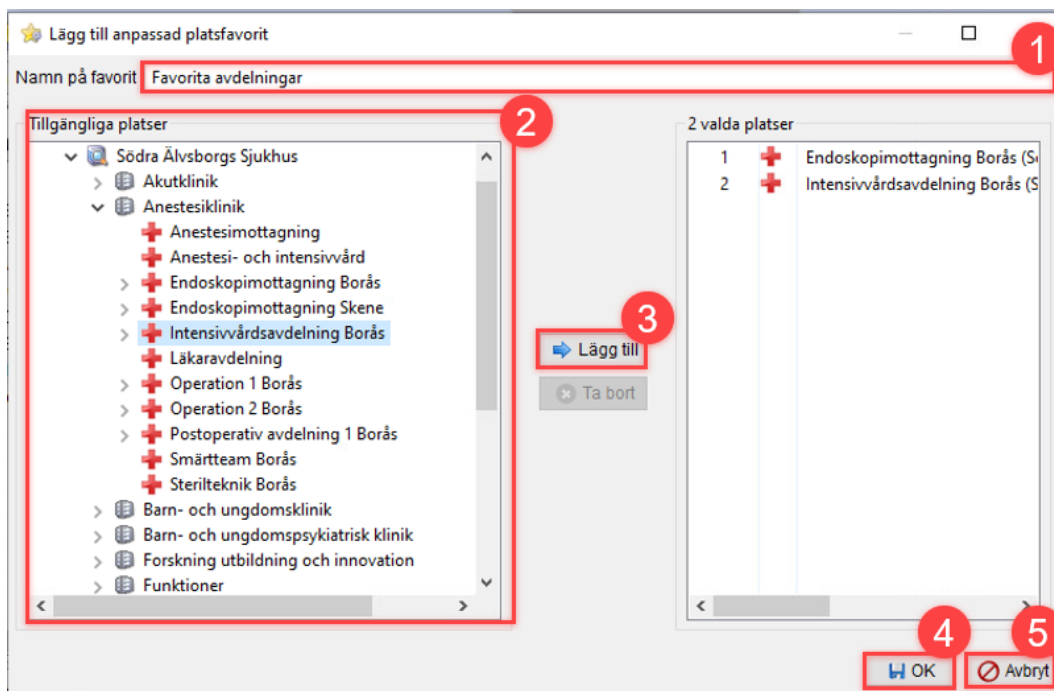 Lägg till anpassad platsfavorit
1
Namn på favorit Favorita avdelningar
Tillgängliga platser
2
Södra Älvsborgs Sjukhus
Akutklinik
Anestesiklinik
Anestesimottagning
Anestesi- och intensivvård
Endoskopimottagning Borås
Endoskopimottagning Skene
Intensivvårdsavdelning Borås
Läkaravdelning
Operation 1 Borås
Operation 2 Borås
Postoperativ avdelning 1 Borås
Smärtteam Borås
Sterilteknik Borås
Barn- och ungdomsklinik
Barn- och ungdomspsykiatrisk klinik
Forskning utbildning och innovation
Funktioner
3
Lägg till
Ta bort
2 valda platser
1 Endoskopimottagning Borås (S
2 Intensivvårdsavdelning Borås (S
4
OK
5
Avbryt